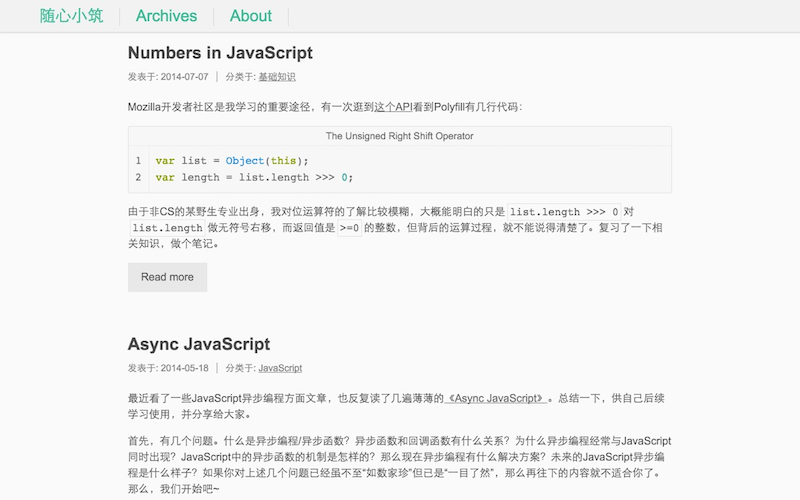 随心小筑 Archives About
Numbers in JavaScript
发表于: 2014-07-07 分类于: 基础知识
Mozilla开发者社区是我学习的重要途径，有一次逛到这个API看到Polyfill有几行代码：
The Unsigned Right Shift Operator
1 var list = Object(this);
2 var length = list.length >>> 0;
由于非CS的某野生专业出身，我对位运算符的了解比较模糊，大概能明白的只是 list.length >>> 0 对
list.length 做无符号右移，而返回值是 >=0 的整数，但背后的运算过程，就不能说得清楚了。复习了一下相
关知识，做个笔记。
Read more
Async JavaScript
发表于: 2014-05-18 分类于: JavaScript
最近看了一些JavaScript异步编程方面文章，也反复读了几遍薄薄的《Async JavaScript》。总结一下，供自己后续
学习使用，并分享给大家。
首先，有几个问题。什么是异步编程/异步函数？异步函数和回调函数有什么关系？为什么异步编程经常与JavaScript
同时出现？JavaScript中的异步函数的机制是怎样的？那么现在异步编程有什么解决方案？未来的JavaScript异步编
程是什么样子？如果你对上述几个问题已经虽不至“如数家珍”但已是“一目了然”，那么再往下的内容就不适合你了。
那么，我们开始吧~